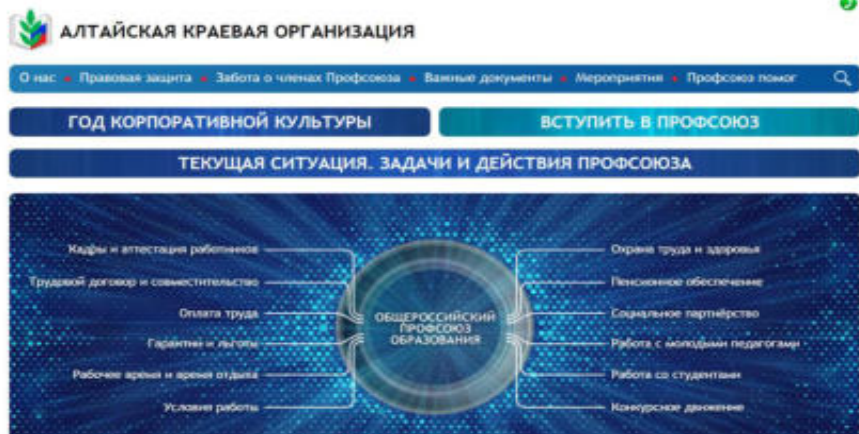 АЛТАЙСКАЯ КРАЕВАЯ ОРГАНИЗАЦИЯ
О нас • Правовая защита • Забота о членах Профсоюза • Важные документы • Мероприятия • Профсоюз помог
ГОД КОРПОРАТИВНОЙ КУЛЬТУРЫ
ВСТУПИТЬ В ПРОФСОЮЗ
ТЕКУЩАЯ СИТУАЦИЯ. ЗАДАЧИ И ДЕЙСТВИЯ ПРОФСОЮЗА
Кадры и аттестация работников
Трудовой договор и совместительство
Оплата труда
Гарантии и льготы
Рабочее время и время отдыха
Условия работы
ОБЩЕРОССИЙСКИЙ
ПРОФСОЮЗ
ОБРАЗОВАНИЯ
Охрана труда и здоровья
Пенсионное обеспечение
Социальное партнёрство
Работа с молодыми педагогами
Работа со студентами
Конкурсное движение